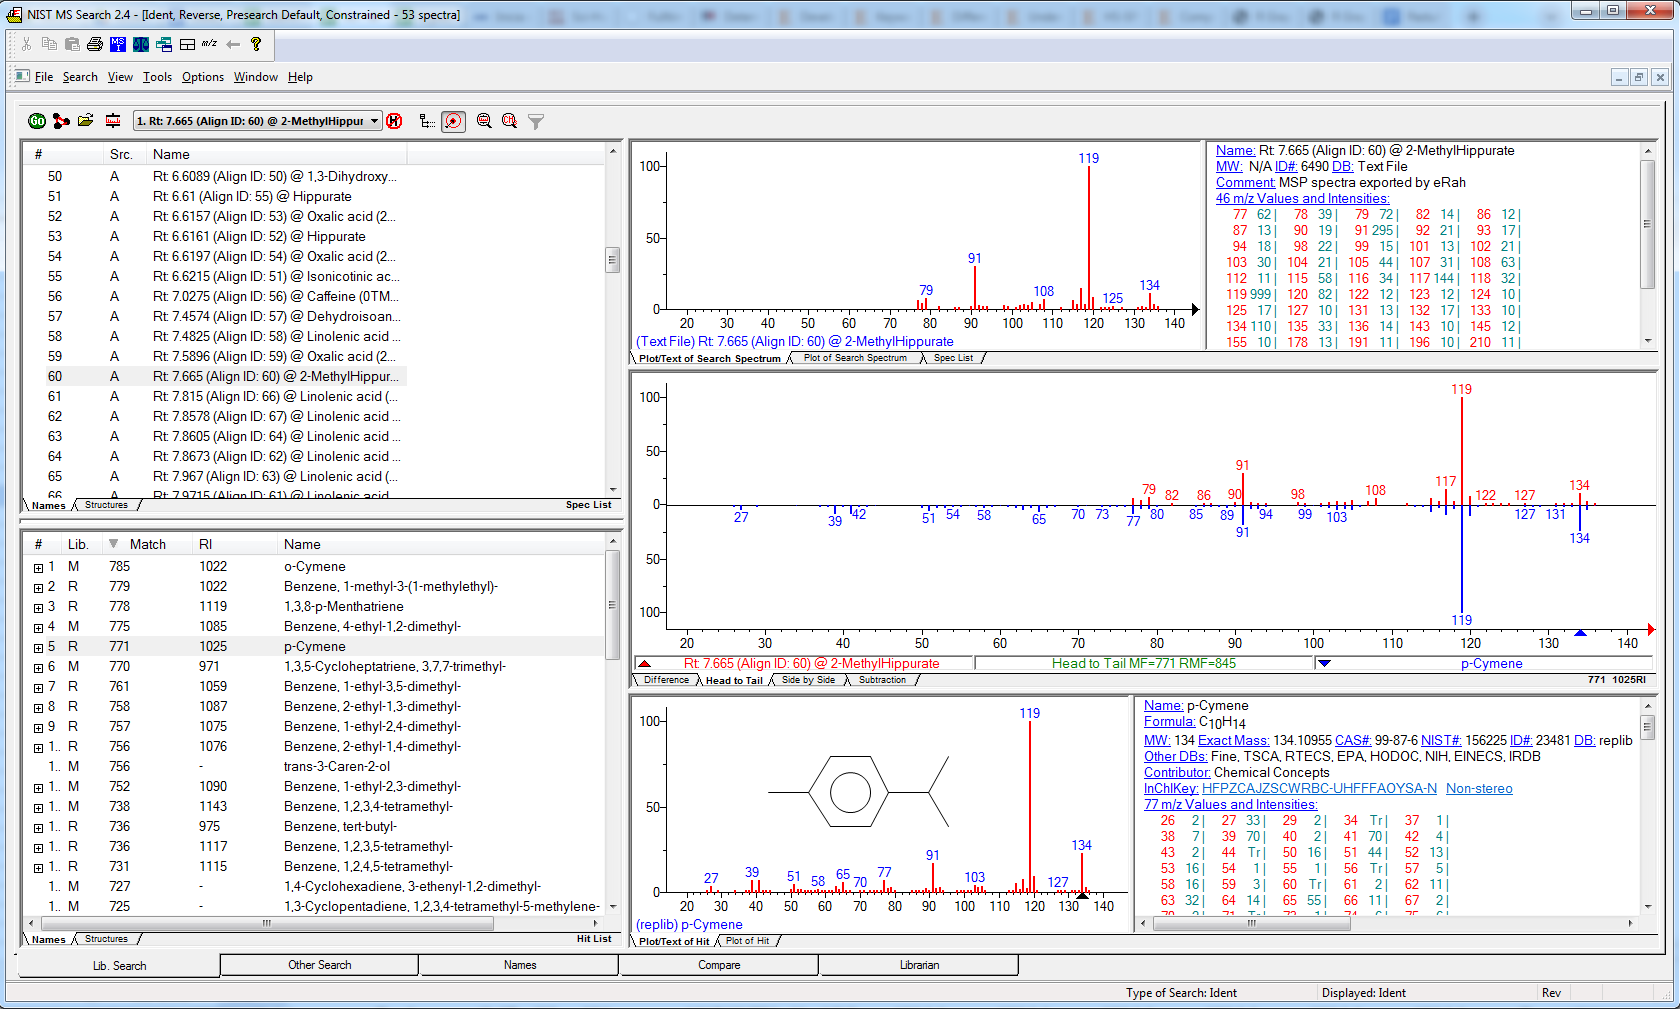 NIST MS Search 2.4 - [Ident, Reverse, Presearch Default, Constrained - 53 spectra]
File Search View Tools Options Window Help
1. Rt: 7.665 (Align ID: 60) @ 2-MethylHippur
# Src. Name
50 A Rt: 6.6089 (Align ID: 50) @ 1,3-Dihydroxy...
51 A Rt: 6.61 (Align ID: 55) @ Hippurate
52 A Rt: 6.6157 (Align ID: 53) @ Oxalic acid (2...
53 A Rt: 6.6161 (Align ID: 52) @ Hippurate
54 A Rt: 6.6197 (Align ID: 54) @ Oxalic acid (2...
55 A Rt: 6.6215 (Align ID: 51) @ Isonicotinic ac...
56 A Rt: 7.0275 (Align ID: 56) @ Caffeine (0TM...
57 A Rt: 7.4574 (Align ID: 57) @ Dehydroisoan...
58 A Rt: 7.4825 (Align ID: 58) @ Linolenic acid ...
59 A Rt: 7.5896 (Align ID: 59) @ Oxalic acid (2...
60 A Rt: 7.665 (Align ID: 60) @ 2-MethylHippur...
61 A Rt: 7.815 (Align ID: 66) @ Linolenic acid (...
62 A Rt: 7.8578 (Align ID: 67) @ Linolenic acid ...
63 A Rt: 7.8605 (Align ID: 64) @ Linolenic acid ...
64 A Rt: 7.8673 (Align ID: 62) @ Linolenic acid ...
65 A Rt: 7.967 (Align ID: 63) @ Linolenic acid (...
66 A Rt: 7.9715 (Align ID: 61) @ Linolenic acid
Names Structures Spec List
# Lib. Match RI Name
1 M 785 1022 o-Cymene
2 R 779 1022 Benzene, 1-methyl-3-(1-methylethyl)-
3 R 778 1119 1,3,8-p-Menthatriene
4 M 775 1085 Benzene, 4-ethyl-1,2-dimethyl-
5 R 771 1025 p-Cymene
6 M 770 971 1,3,5-Cycloheptatriene, 3,7,7-trimethyl-
7 R 761 1059 Benzene, 1-ethyl-3,5-dimethyl-
8 R 758 1087 Benzene, 2-ethyl-1,3-dimethyl-
9 R 757 1075 Benzene, 1-ethyl-2,4-dimethyl-
1.. R 756 1076 Benzene, 2-ethyl-1,4-dimethyl-
1.. M 756 - trans-3-Caren-2-ol
1.. M 752 1090 Benzene, 1-ethyl-2,3-dimethyl-
1.. M 738 1143 Benzene, 1,2,3,4-tetramethyl-
1.. R 736 975 Benzene, tert-butyl-
1.. R 736 1117 Benzene, 1,2,3,5-tetramethyl-
1.. R 731 1115 Benzene, 1,2,4,5-tetramethyl-
1.. M 727 - 1,4-Cyclohexadiene, 3-ethenyl-1,2-dimethyl-
1.. M 725 - 1,3-Cyclopentadiene, 1,2,3,4-tetramethyl-5-methylene-
Names Structures Hit List
100
50
0
119
91
79
108
125
134
20 30 40 50 60 70 80 90 100 110 120 130 140
(Text File) Rt: 7.665 (Align ID: 60) @ 2-MethylHippurate
Plot/Text of Search Spectrum Plot of Search Spectrum Spec List
Name: Rt: 7.665 (Align ID: 60) @ 2-MethylHippurate
MW: N/A ID#: 6490 DB: Text File
Comment: MSP spectra exported by eRah
46 m/z Values and Intensities:
77 62| 78 39| 79 72| 82 14| 86 12|
87 13| 90 19| 91 295| 92 21| 93 17|
94 18| 98 22| 99 15| 101 13| 102 21|
103 30| 104 21| 105 44| 107 31| 108 63|
112 11| 115 58| 116 34| 117 144| 118 32|
119 999| 120 82| 122 12| 123 12| 124 10|
125 17| 127 10| 131 13| 132 17| 133 10|
134 110| 135 33| 136 14| 143 10| 145 12|
155 10| 178 13| 191 11| 196 10| 210 11|
100
50
0
50
100
119
91
79 82 86 90 98 108 117 122 127 134
27 39 42 51 54 58 65 70 73 77 80 85 89 91 94 99 103 127 131 134
119
20 30 40 50 60 70 80 90 100 110 120 130 140
Rt: 7.665 (Align ID: 60) @ 2-MethylHippurate Head to Tail MF=771 RMF=845 p-Cymene
Difference Head to Tail Side by Side Subtraction 771 1025RI
100
50
0
119
134
91
27 39 51 58 65 70 77 103 127
20 30 40 50 60 70 80 90 100 110 120 130 140
(replib) p-Cymene
Plot/Text of Hit Plot of Hit
Name: p-Cymene
Formula: C10H14
MW: 134 Exact Mass: 134.10955 CAS#: 99-87-6 NIST#: 156225 ID#: 23481 DB: replib
Other DBs: Fine, TSCA, RTECS, EPA, HODOC, NIH, EINECS, IRDB
Contributor: Chemical Concepts
InChIKey: HFPZCAJZSCWRBC-UHFFFAOYSA-N Non-stereo
77 m/z Values and Intensities:
26 2| 27 33| 29 2| 34 Tr| 37 1|
38 7| 39 70| 40 2| 41 70| 42 4|
43 2| 44 Tr| 50 16| 51 44| 52 13|
53 16| 54 1| 55 1| 56 Tr| 57 5|
58 16| 59 3| 60 Tr| 61 2| 62 11|
63 32| 64 14| 65 55| 66 11| 67 2|
Lib. Search Other Search Names Compare Librarian
Type of Search: Ident Displayed: Ident Rev